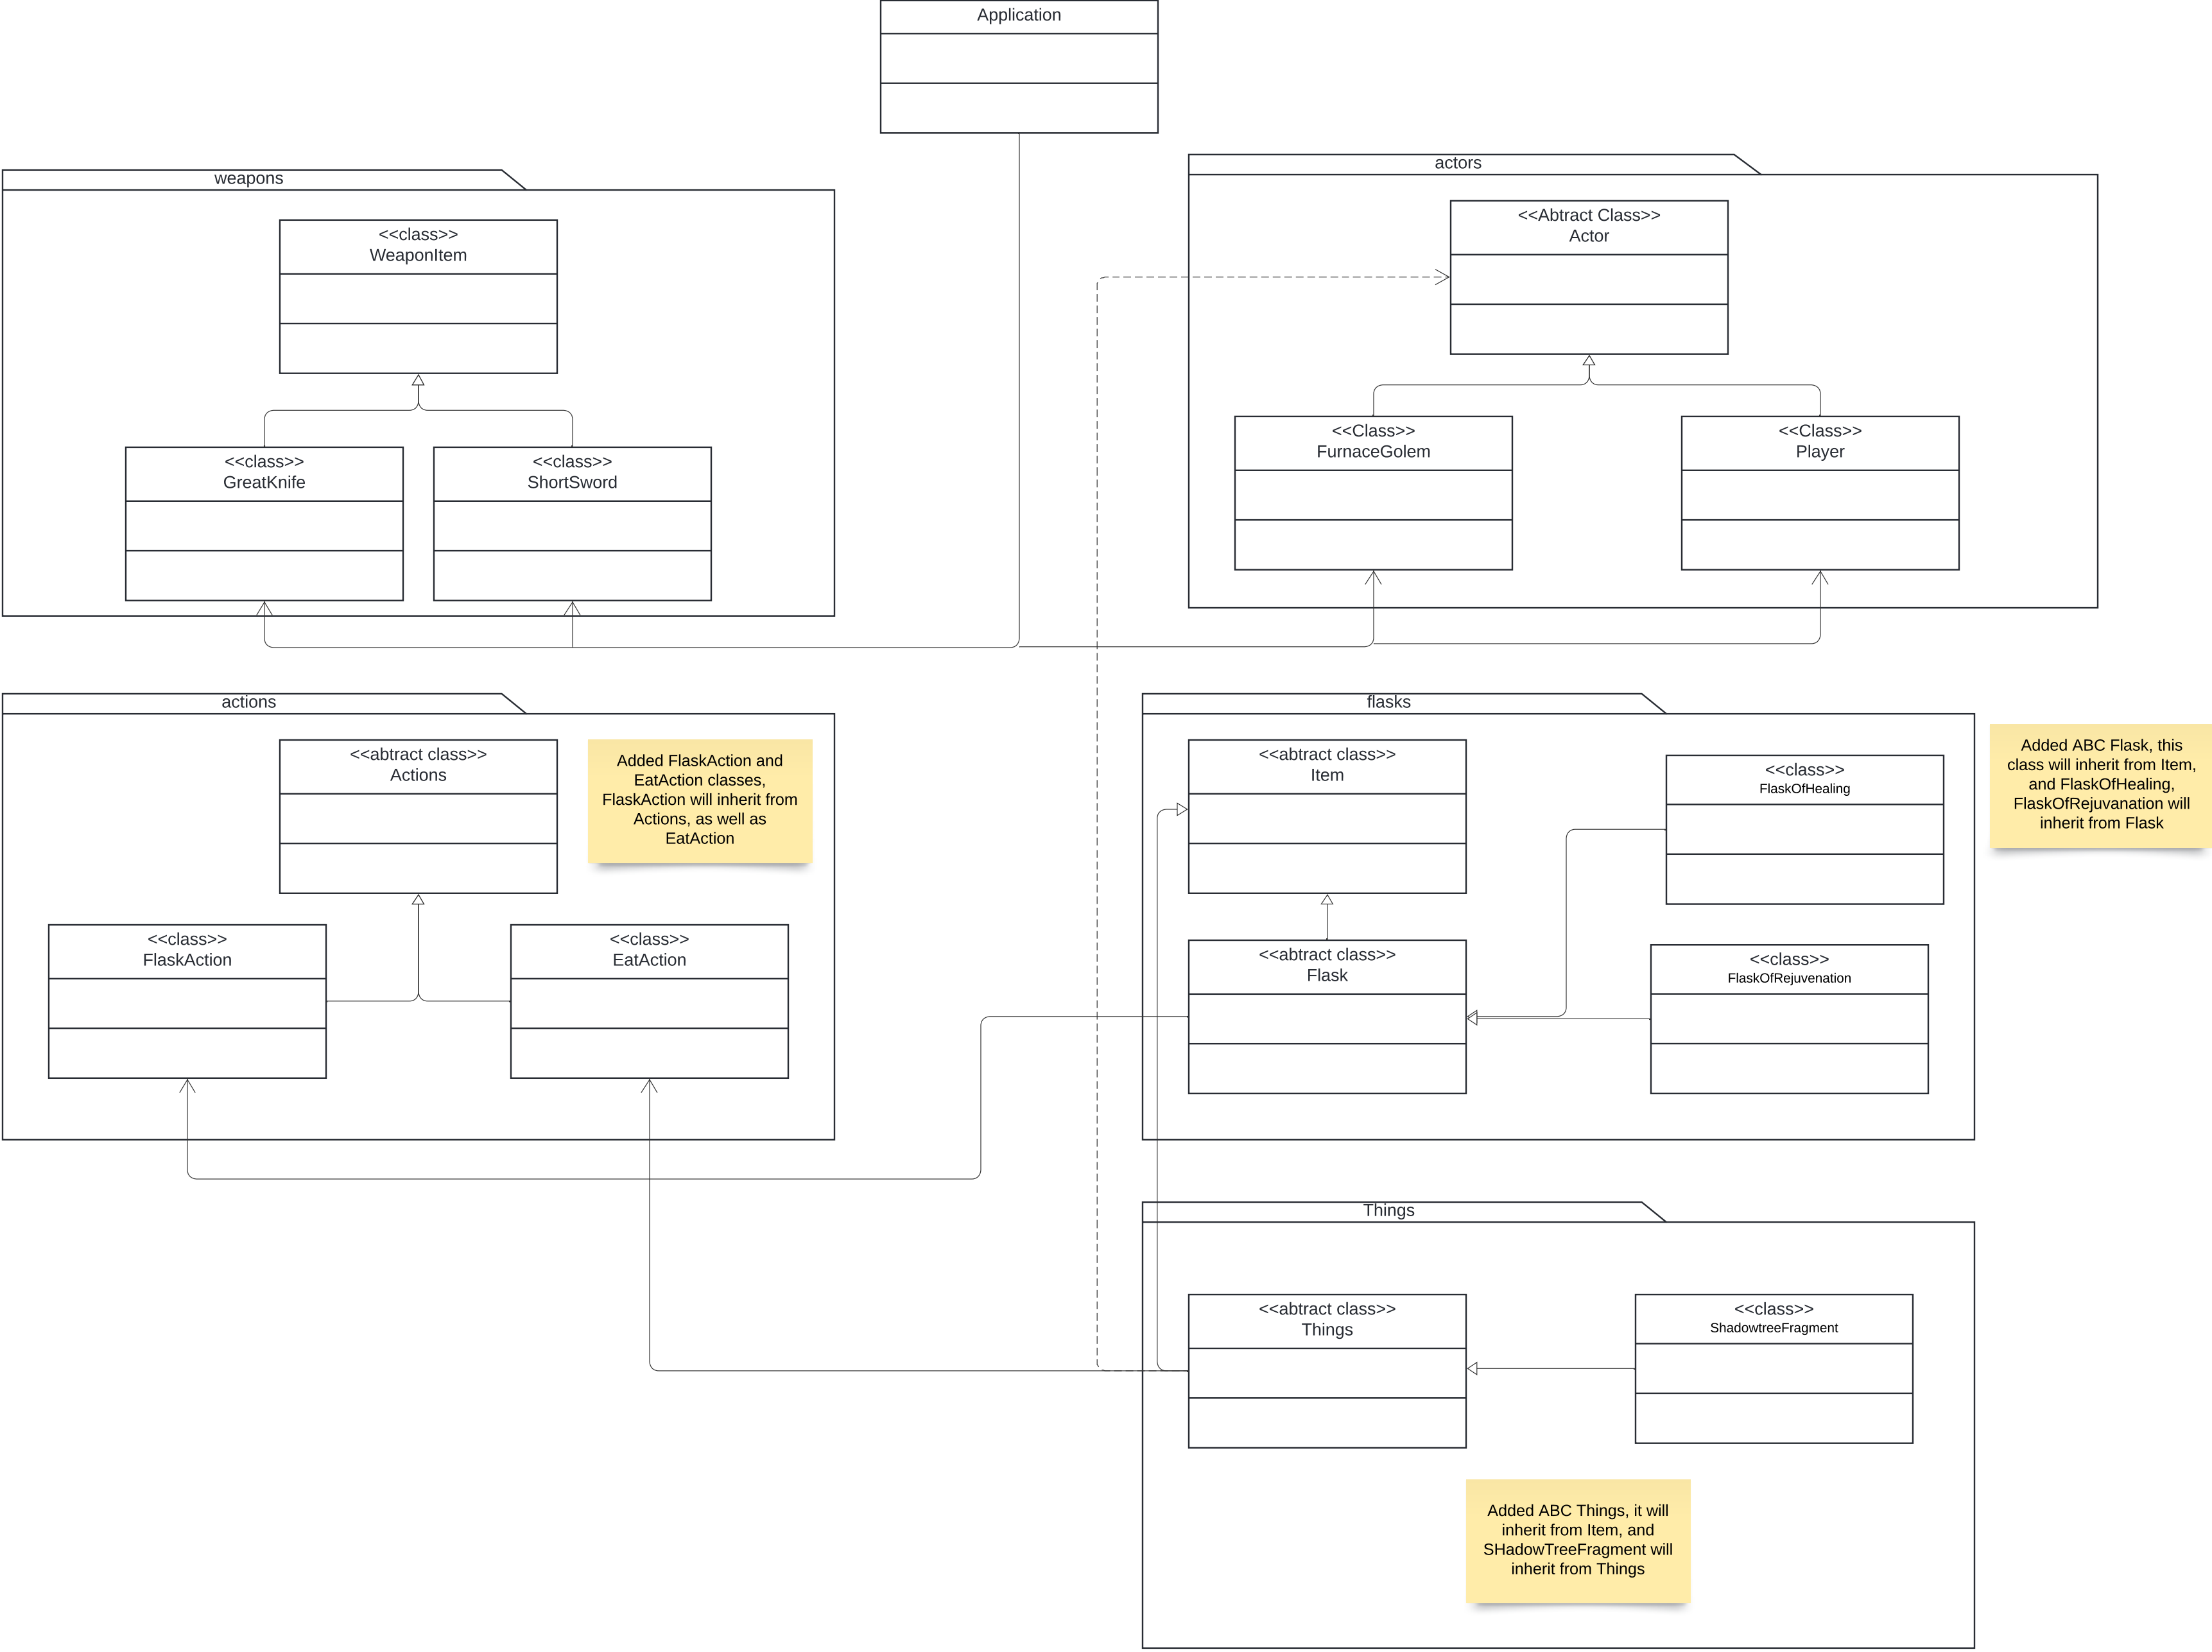 Application
weapons
<<class>>
WeaponItem
<<class>>
GreatKnife
<<class>>
ShortSword
actors
<<Abtract Class>>
Actor
<<Class>>
FurnaceGolem
<<Class>>
Player
actions
<<abtract class>>
Actions
Added FlaskAction and
EatAction classes,
FlaskAction will inherit from
Actions, as well as
EatAction
<<class>>
FlaskAction
<<class>>
EatAction
flasks
<<abtract class>>
Item
<<class>>
FlaskOfHealing
<<abtract class>>
Flask
<<class>>
FlaskOfRejuvenation
Added ABC Flask, this
class will inherit from Item,
and FlaskOfHealing,
FlaskOfRejuvanation will
inherit from Flask
Things
<<abtract class>>
Things
<<class>>
ShadowtreeFragment
Added ABC Things, it will
inherit from Item, and
SHadowTreeFragment will
inherit from Things